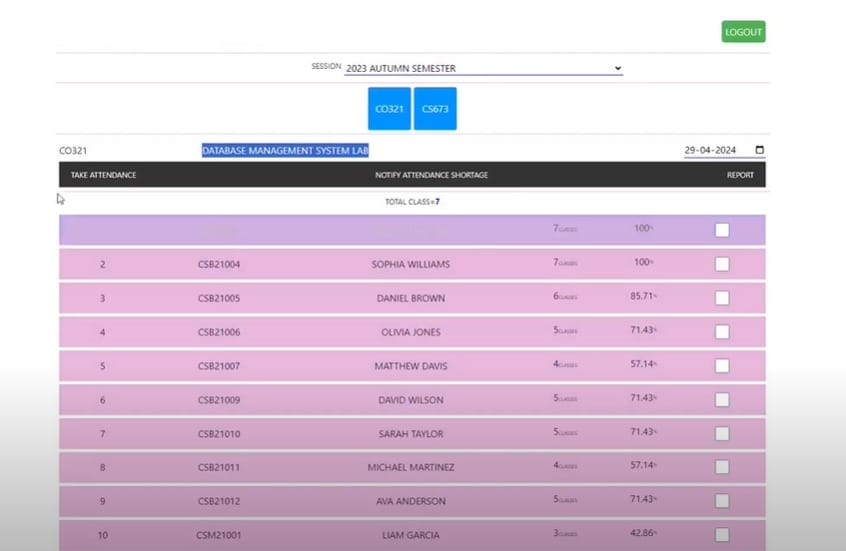 LOGOUT
SESSION 2023 AUTUMN SEMESTER
CO321 CS673
CO321 DATABASE MANAGEMENT SYSTEM LAB 29-04-2024
TAKE ATTENDANCE NOTIFY ATTENDANCE SHORTAGE REPORT
TOTAL CLASS=7
7CLASSES 100%
2 CSB21004 SOPHIA WILLIAMS 7CLASSES 100%
3 CSB21005 DANIEL BROWN 6CLASSES 85.71%
4 CSB21006 OLIVIA JONES 5CLASSES 71.43%
5 CSB21007 MATTHEW DAVIS 4CLASSES 57.14%
6 CSB21009 DAVID WILSON 5CLASSES 71.43%
7 CSB21010 SARAH TAYLOR 5CLASSES 71.43%
8 CSB21011 MICHAEL MARTINEZ 4CLASSES 57.14%
9 CSB21012 AVA ANDERSON 5CLASSES 71.43%
10 CSM21001 LIAM GARCIA 3CLASSES 42.86%